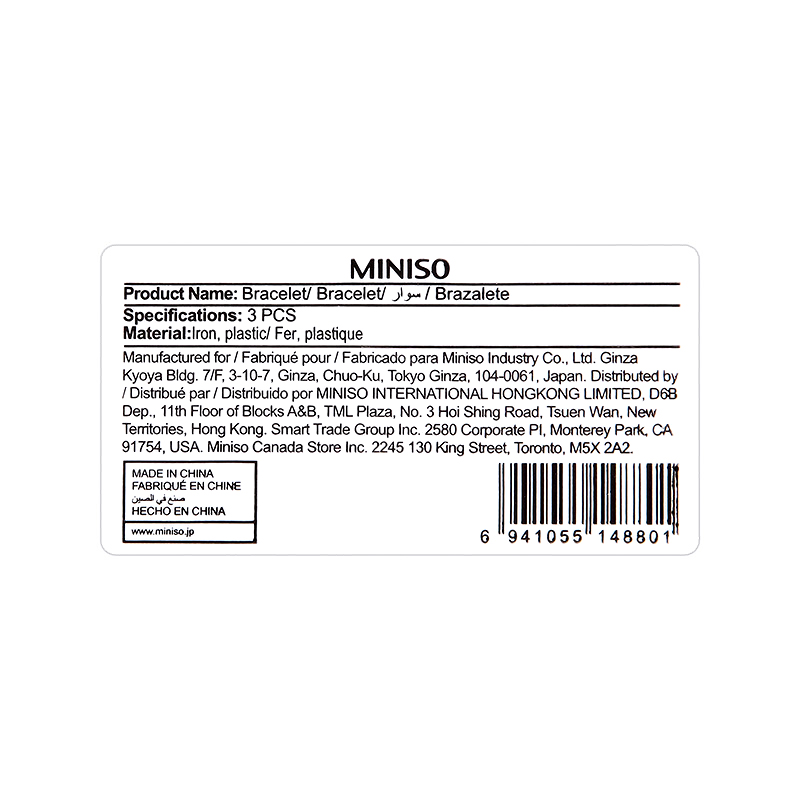 MINISO
Product Name: Bracelet/ Bracelet/ سوار / Brazalete
Specifications: 3 PCS
Material:Iron, plastic/ Fer, plastique
Manufactured for / Fabriqué pour / Fabricado para Miniso Industry Co., Ltd. Ginza
Kyoya Bldg. 7/F, 3-10-7, Ginza, Chuo-Ku, Tokyo Ginza, 104-0061, Japan. Distributed by
/ Distribué par / Distribuido por MINISO INTERNATIONAL HONGKONG LIMITED, D6B
Dep., 11th Floor of Blocks A&B, TML Plaza, No. 3 Hoi Shing Road, Tsuen Wan, New
Territories, Hong Kong. Smart Trade Group Inc. 2580 Corporate Pl, Monterey Park, CA
91754, USA. Miniso Canada Store Inc. 2245 130 King Street, Toronto, M5X 2A2.
MADE IN CHINA
FABRIQUÉ EN CHINE
صنع في الصين
HECHO EN CHINA
www.miniso.jp
6 941055 148801